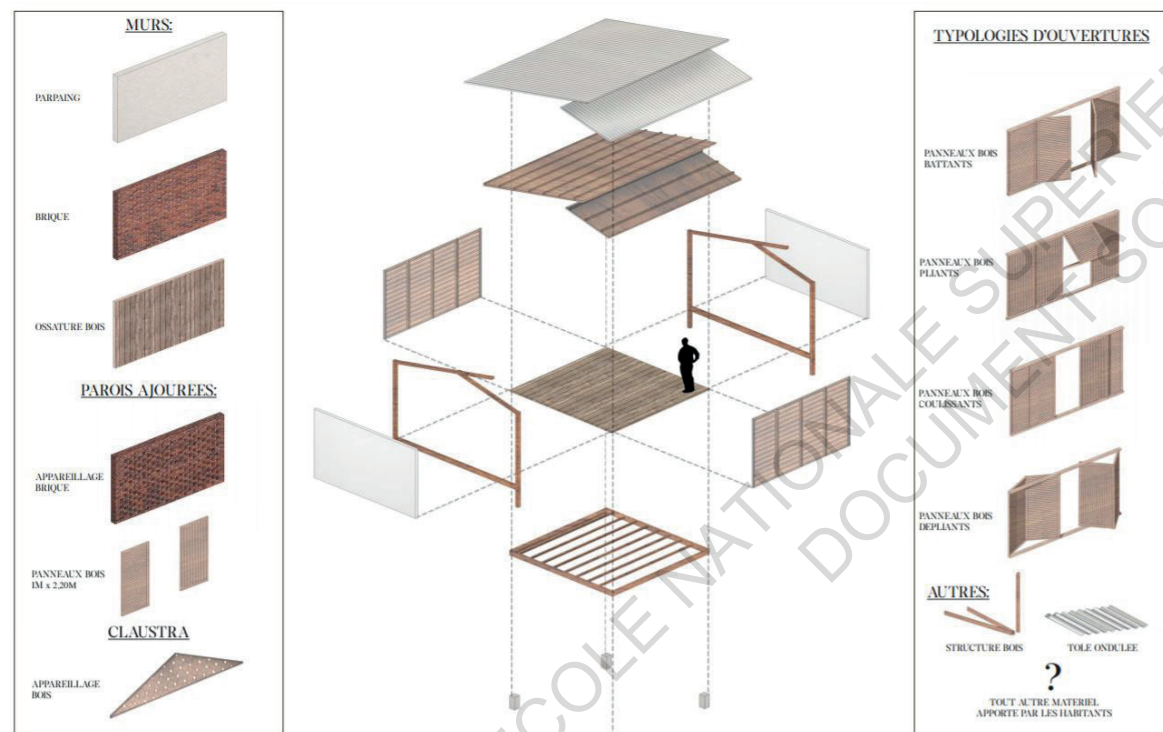 MURS:
PARPAING
BRIQUE
OSSATURE BOIS
PAROIS AJOUREES:
APPAREILLAGE
BRIQUE
PANNEAUX BOIS
1M x 2,20M
CLAUSTRA
APPAREILLAGE
BOIS
TYPOLOGIES D'OUVERTURES
PANNEAUX BOIS
BATTANTS
PANNEAUX BOIS
PLIANTS
PANNEAUX BOIS
COULISSANTS
PANNEAUX BOIS
DEPLIANTS
AUTRES:
STRUCTURE BOIS
TOLE ONDULEE
?
TOUT AUTRE MATERIEL
APPORTE PAR LES HABITANTS
ECOLE NATIONALE SUPERIE
DOCUMENT SO